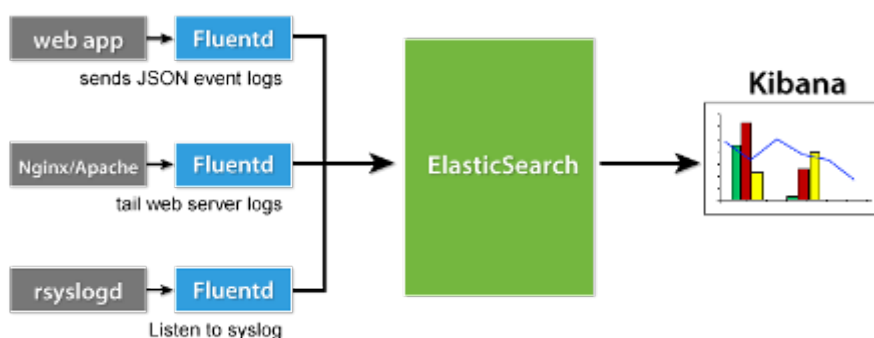 web app
Fluentd
sends JSON event logs
Nginx/Apache
Fluentd
tail web server logs
rsyslogd
Fluentd
Listen to syslog
ElasticSearch
Kibana